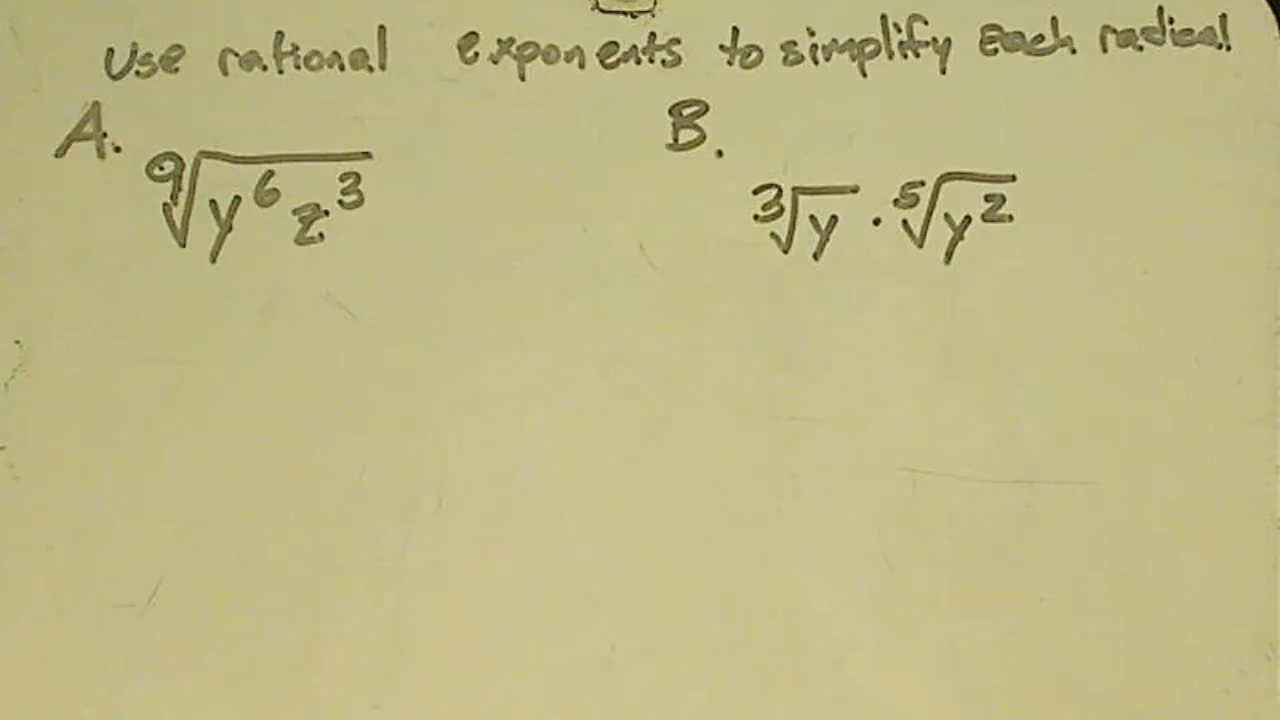 Use rational exponents to simplify each radical
A.
B.
⁹√y⁶z³
³√y · ⁵√y²